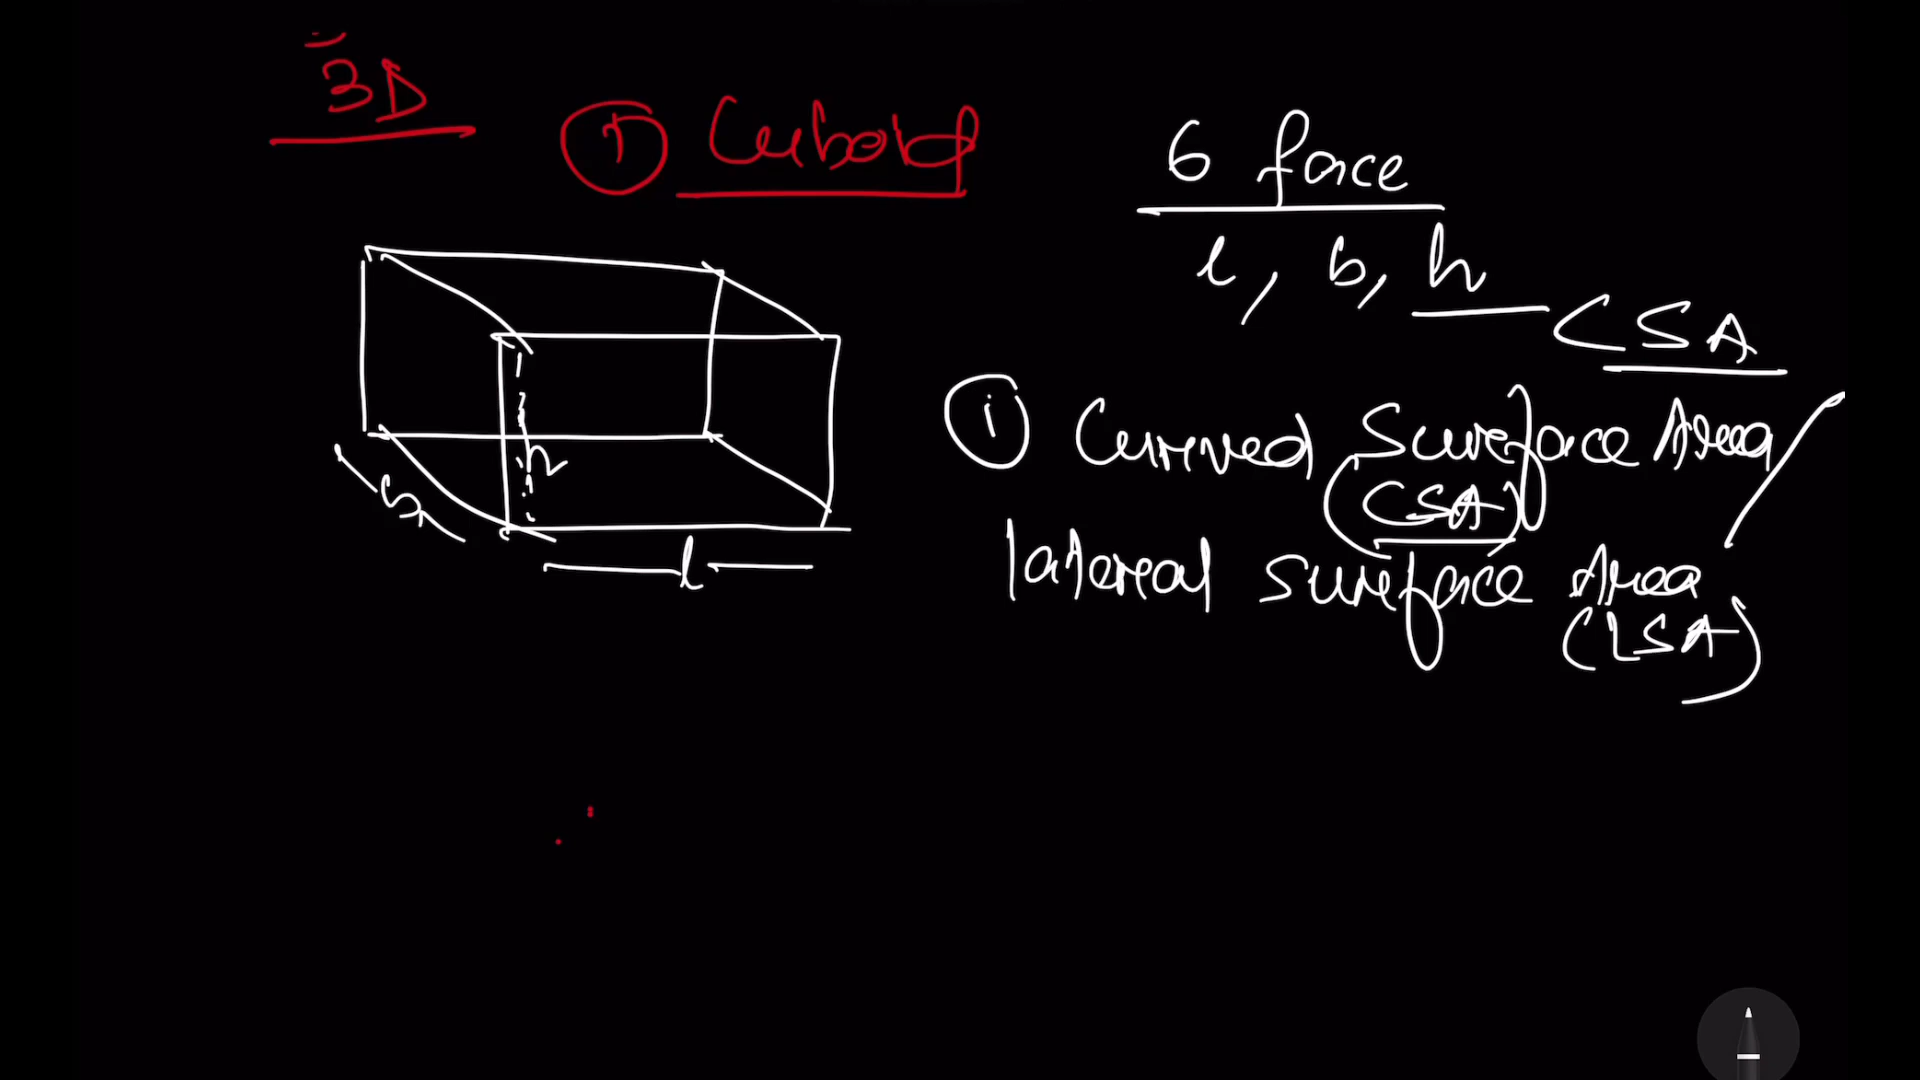 3D
① Cuboid
6 face
l, b, h
CSA
① Curved Surface Area /
(CSA)
lateral surface Area
(LSA)
h
b
l